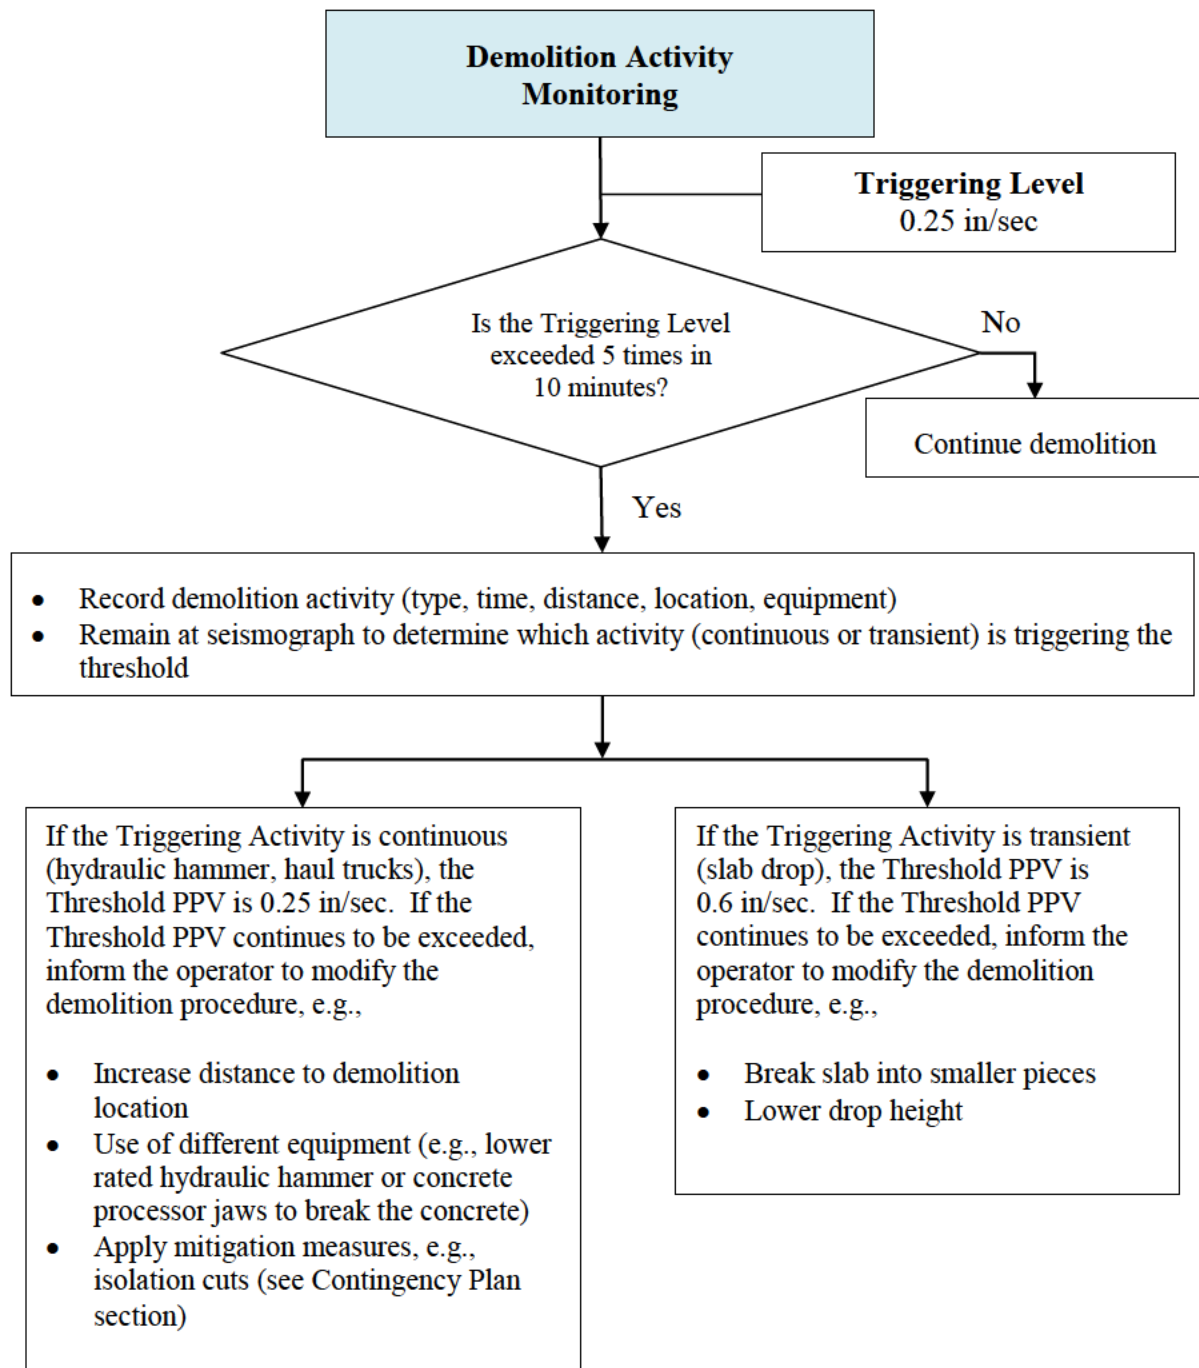 Demolition Activity
Monitoring
Triggering Level
0.25 in/sec
Is the Triggering Level
exceeded 5 times in
10 minutes?
No
Continue demolition
Yes
• Record demolition activity (type, time, distance, location, equipment)
• Remain at seismograph to determine which activity (continuous or transient) is triggering the
threshold
If the Triggering Activity is continuous
(hydraulic hammer, haul trucks), the
Threshold PPV is 0.25 in/sec.  If the
Threshold PPV continues to be exceeded,
inform the operator to modify the
demolition procedure, e.g.,
• Increase distance to demolition
location
• Use of different equipment (e.g., lower
rated hydraulic hammer or concrete
processor jaws to break the concrete)
• Apply mitigation measures, e.g.,
isolation cuts (see Contingency Plan
section)
If the Triggering Activity is transient
(slab drop), the Threshold PPV is
0.6 in/sec.  If the Threshold PPV
continues to be exceeded, inform the
operator to modify the demolition
procedure, e.g.,
• Break slab into smaller pieces
• Lower drop height